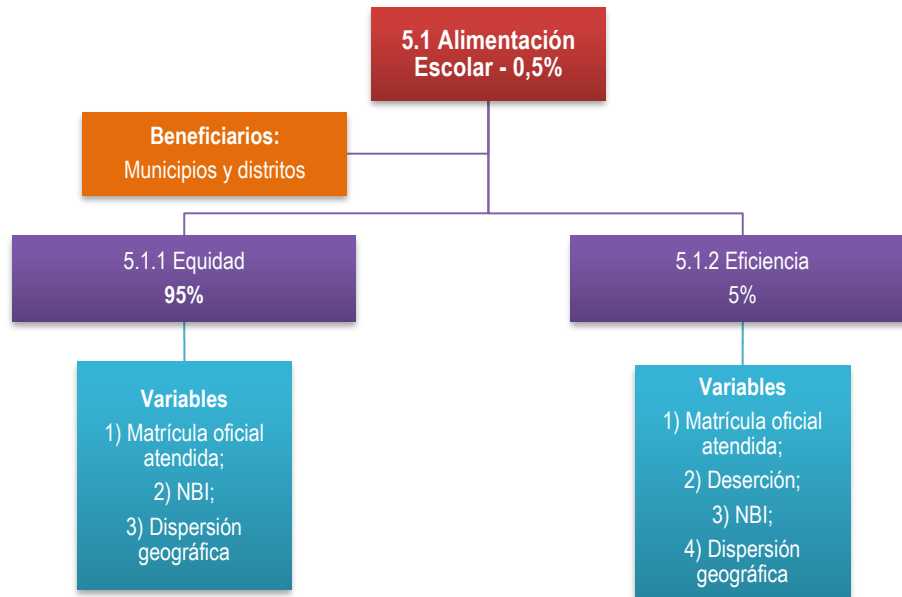 5.1 Alimentación
Escolar - 0,5%
Beneficiarios:
Municipios y distritos
5.1.1 Equidad
95%
5.1.2 Eficiencia
5%
Variables
1) Matrícula oficial
atendida;
2) NBI;
3) Dispersión
geográfica
Variables
1) Matrícula oficial
atendida;
2) Deserción;
3) NBI;
4) Dispersión
geográfica